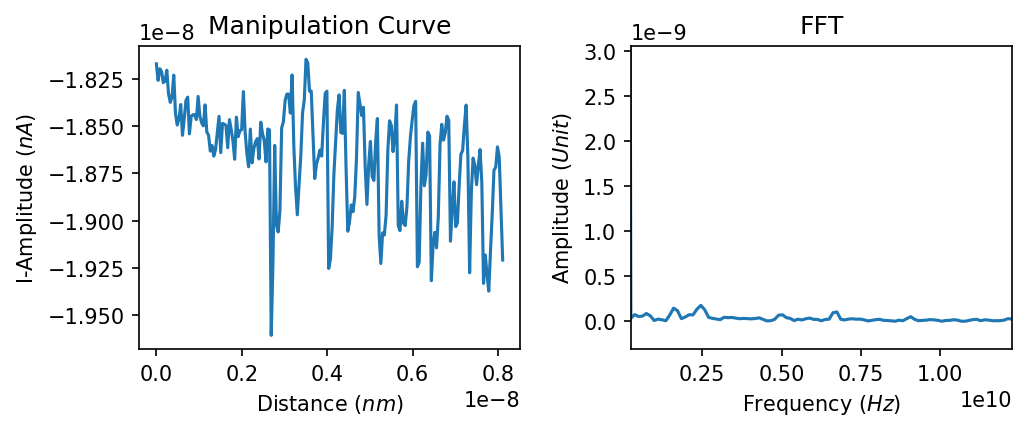 Manipulation Curve
1e−8
−1.825
−1.850
−1.875
−1.900
−1.925
−1.950
I-Amplitude (nA)
0.0 0.2 0.4 0.6 0.8
1e−8
Distance (nm)
FFT
1e−9
3.0
2.5
2.0
1.5
1.0
0.5
0.0
Amplitude (Unit)
0.25 0.50 0.75 1.00
1e10
Frequency (Hz)